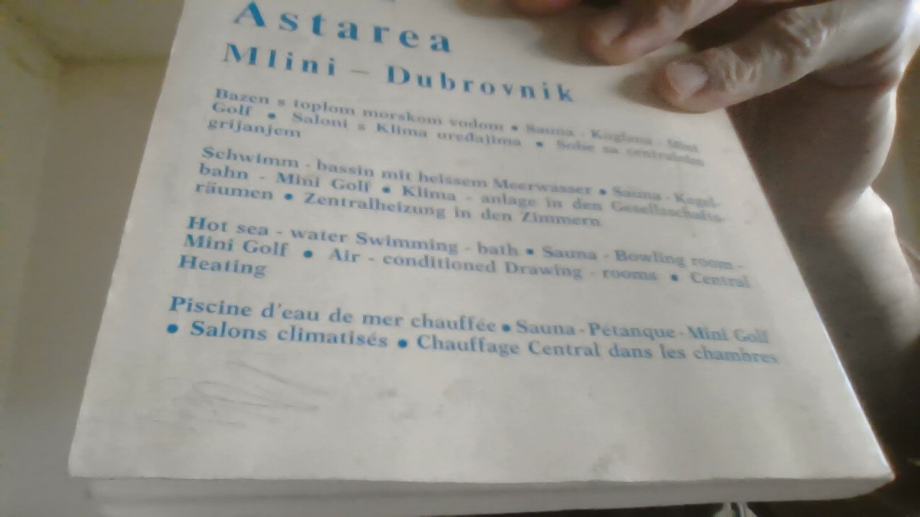 Astarea
Mlini – Dubrovnik
Bazen s toplom morskom vodom • Sauna - Kuglana - Mini
Golf • Saloni s Klima uređajima • Sobe sa centralnim
grijanjem
Schwimm - bassin mit heissem Meerwasser • Sauna - Kegel-
bahn - Mini Golf • Klima - anlage in den Gesellschafts-
räumen • Zentralheizung in den Zimmern
Hot sea - water Swimming - bath • Sauna - Bowling room -
Mini Golf • Air - conditioned Drawing - rooms • Central
Heating
Piscine d'eau de mer chauffée • Sauna - Pétanque - Mini Golf
• Salons climatisés • Chauffage Central dans les chambres